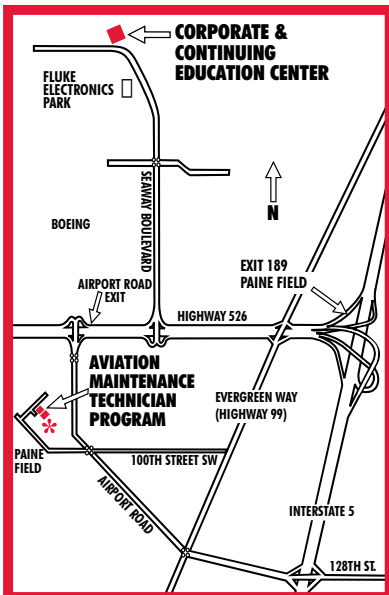 CORPORATE &
CONTINUING
EDUCATION CENTER
FLUKE
ELECTRONICS
PARK
SEAWAY BOULEVARD
N
BOEING
EXIT 189
PAINE FIELD
AIRPORT ROAD
EXIT
HIGHWAY 526
AVIATION
MAINTENANCE
TECHNICIAN
PROGRAM
EVERGREEN WAY
(HIGHWAY 99)
PAINE
FIELD
100TH STREET SW
AIRPORT ROAD
INTERSTATE 5
128TH ST.